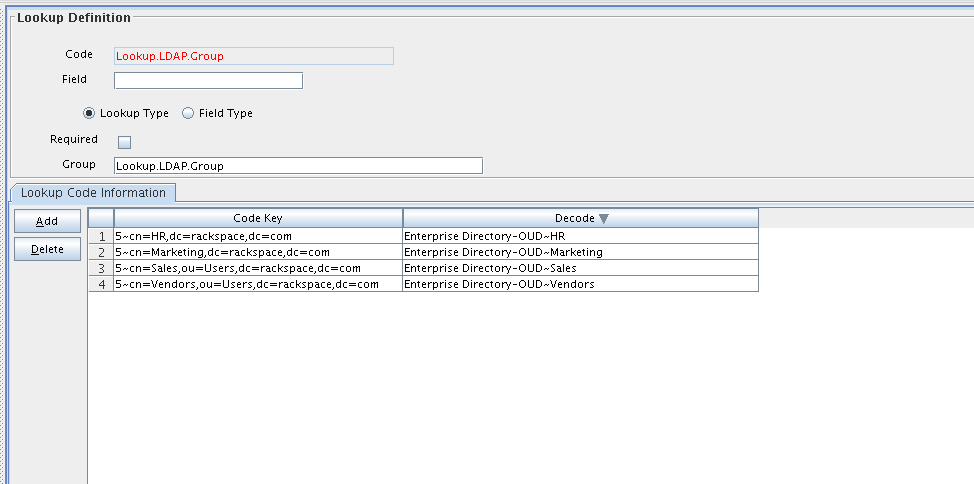 Lookup Definition
Code Lookup.LDAP.Group
Field
Lookup Type Field Type
Required
Group Lookup.LDAP.Group
Lookup Code Information
Add
Delete
Code Key Decode
1 5~cn=HR,dc=rackspace,dc=com Enterprise Directory-OUD~HR
2 5~cn=Marketing,dc=rackspace,dc=com Enterprise Directory-OUD~Marketing
3 5~cn=Sales,ou=Users,dc=rackspace,dc=com Enterprise Directory-OUD~Sales
4 5~cn=Vendors,ou=Users,dc=rackspace,dc=com Enterprise Directory-OUD~Vendors